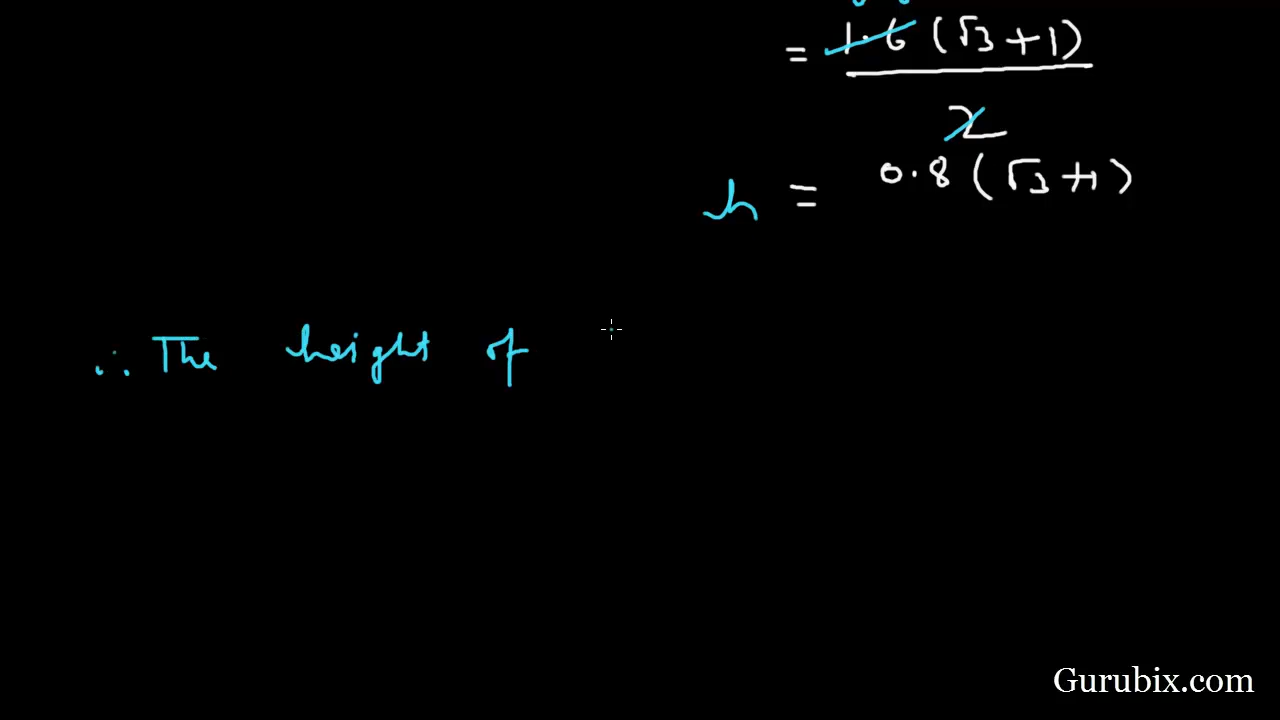 = 1.6 (√3 + 1)
2
h = 0.8 (√3 + 1)
∴ The height of
Gurubix.com